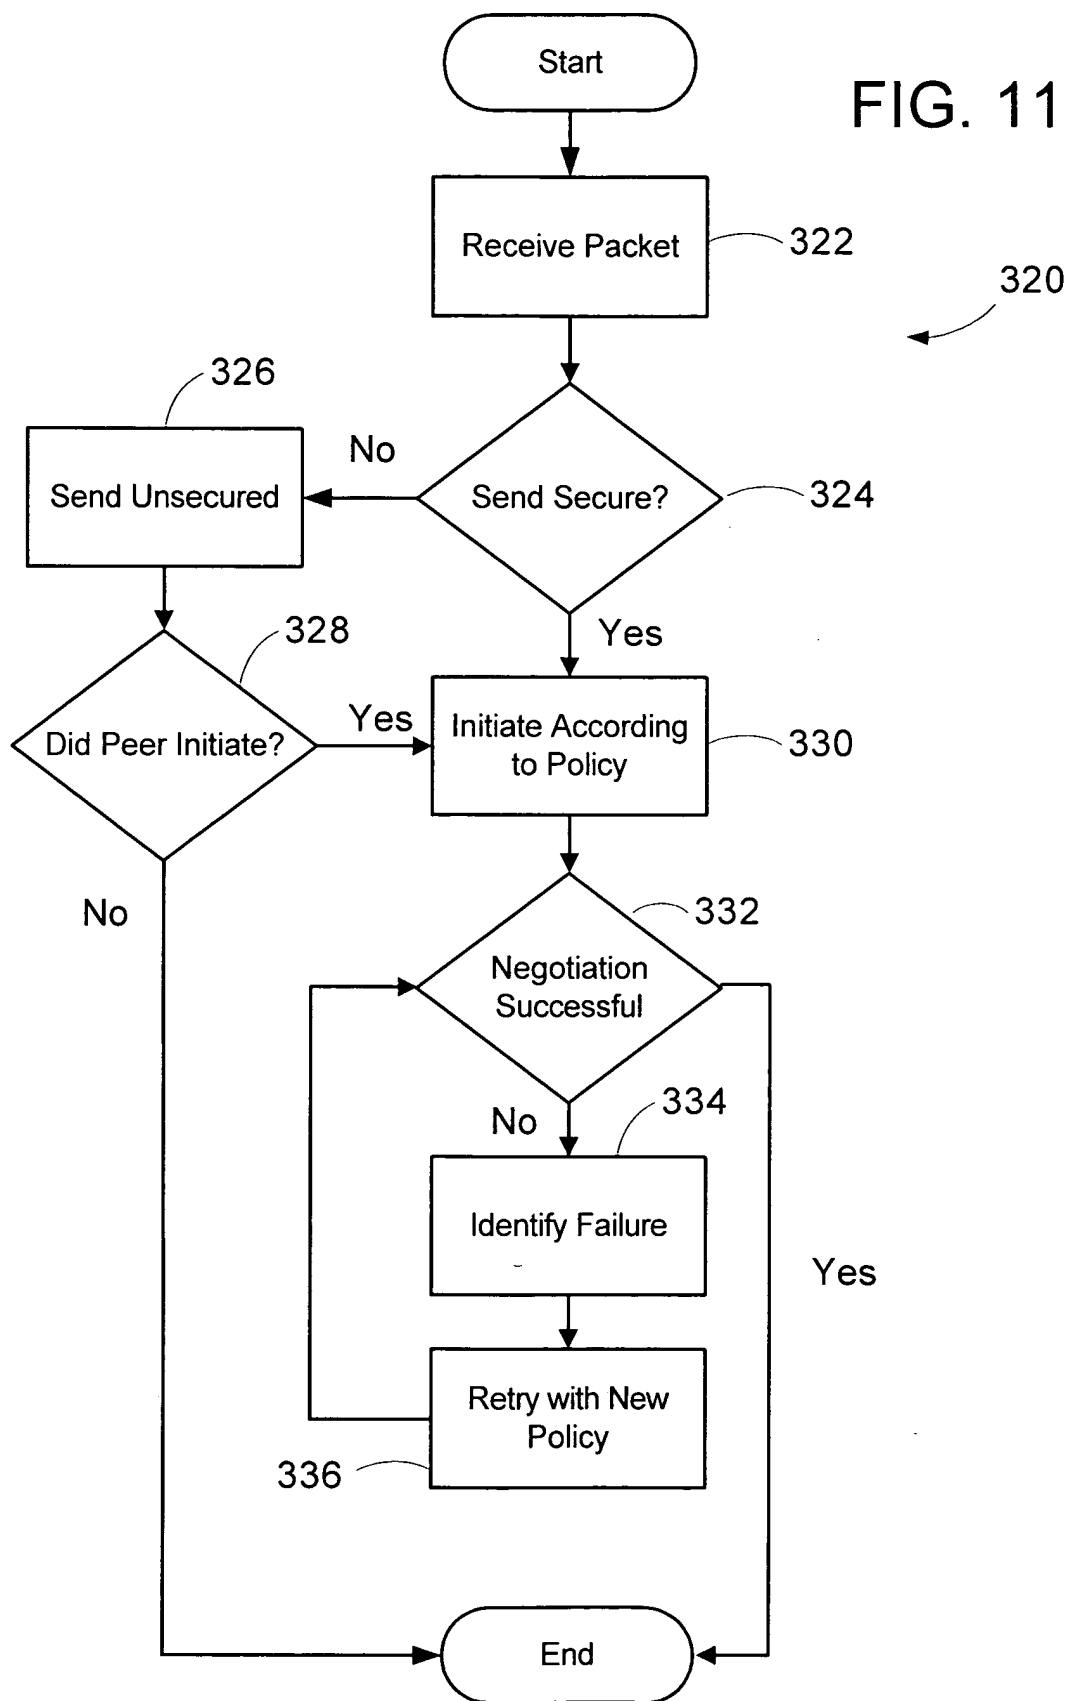 Start
FIG. 11
Receive Packet
322
320
326
No
Send Unsecured
Send Secure?
324
328
Yes
Did Peer Initiate?
Yes
Initiate According
to Policy
330
No
332
Negotiation
Successful
No
334
Identify Failure
Yes
Retry with New
Policy
336
End